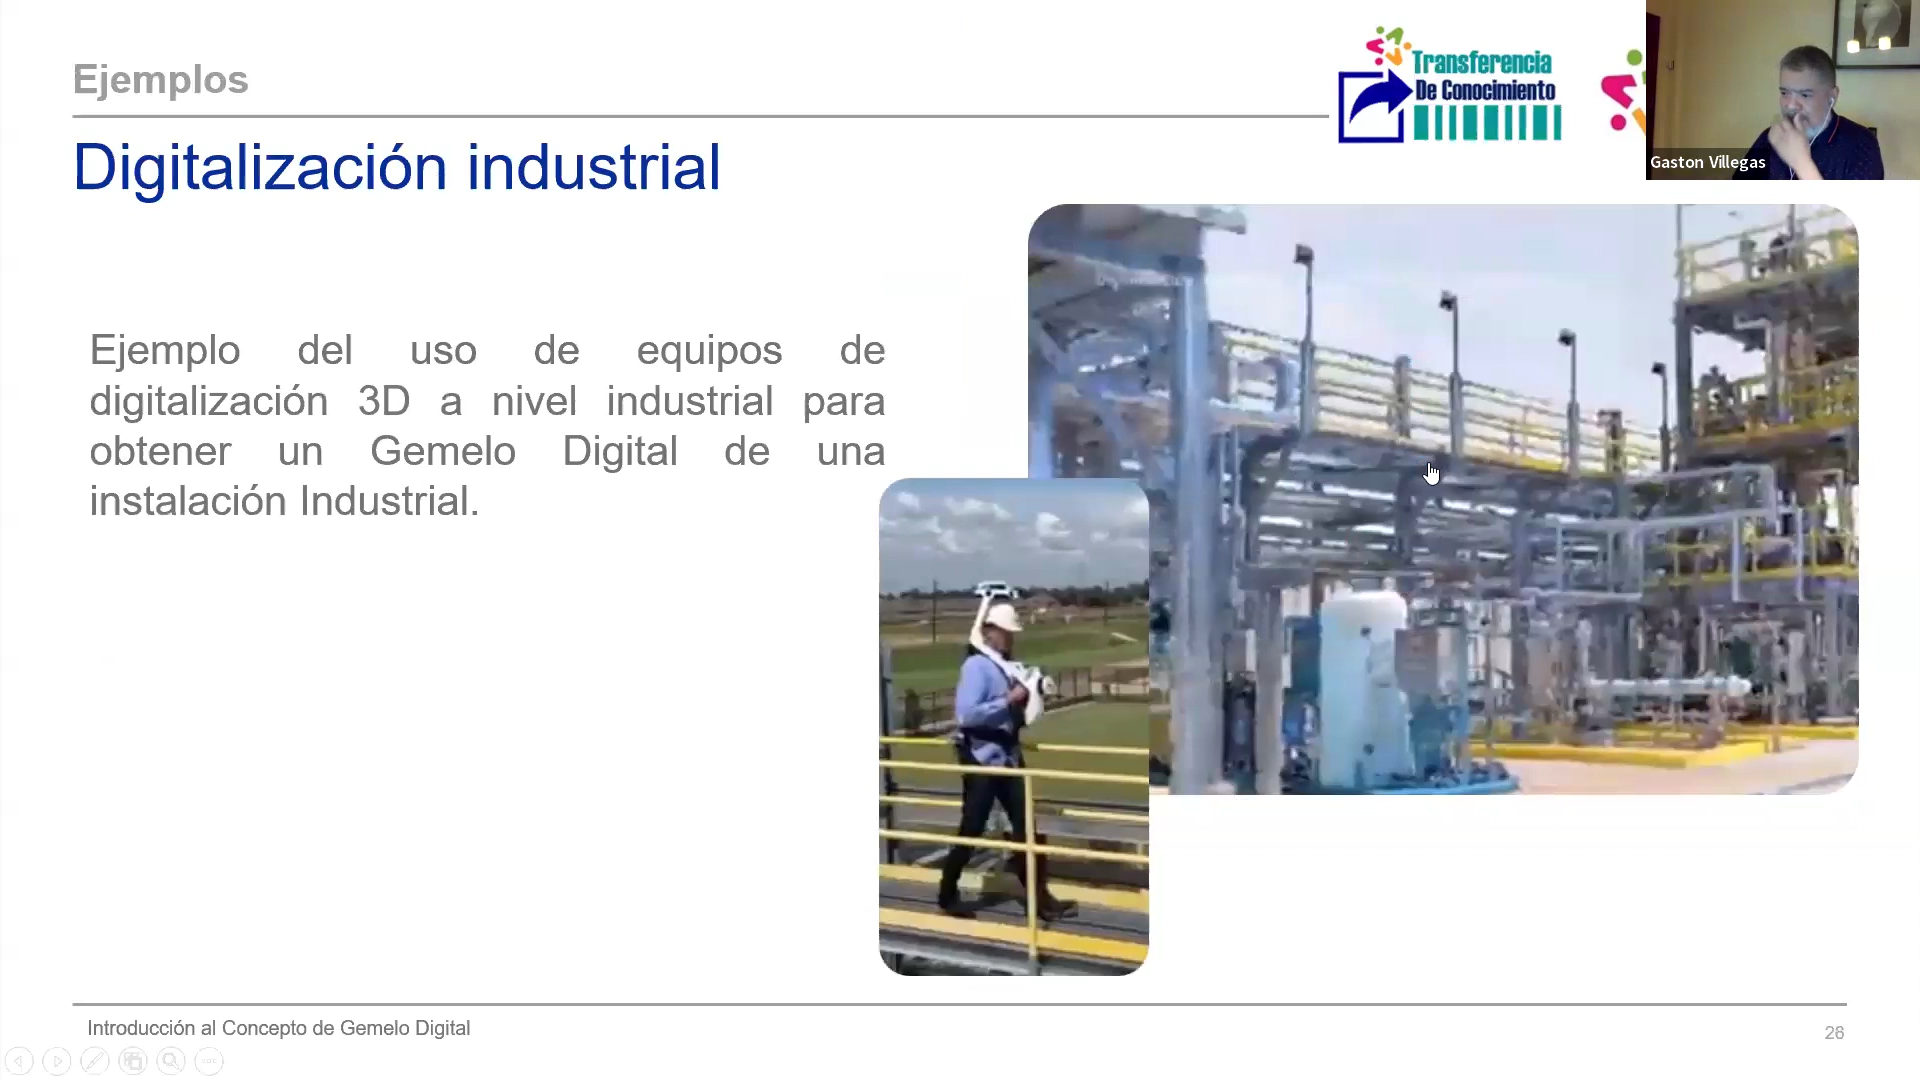 Ejemplos
Transferencia
De Conocimiento
Gaston Villegas
Digitalización industrial
Ejemplo del uso de equipos de
digitalización 3D a nivel industrial para
obtener un Gemelo Digital de una
instalación Industrial.
Introducción al Concepto de Gemelo Digital
28